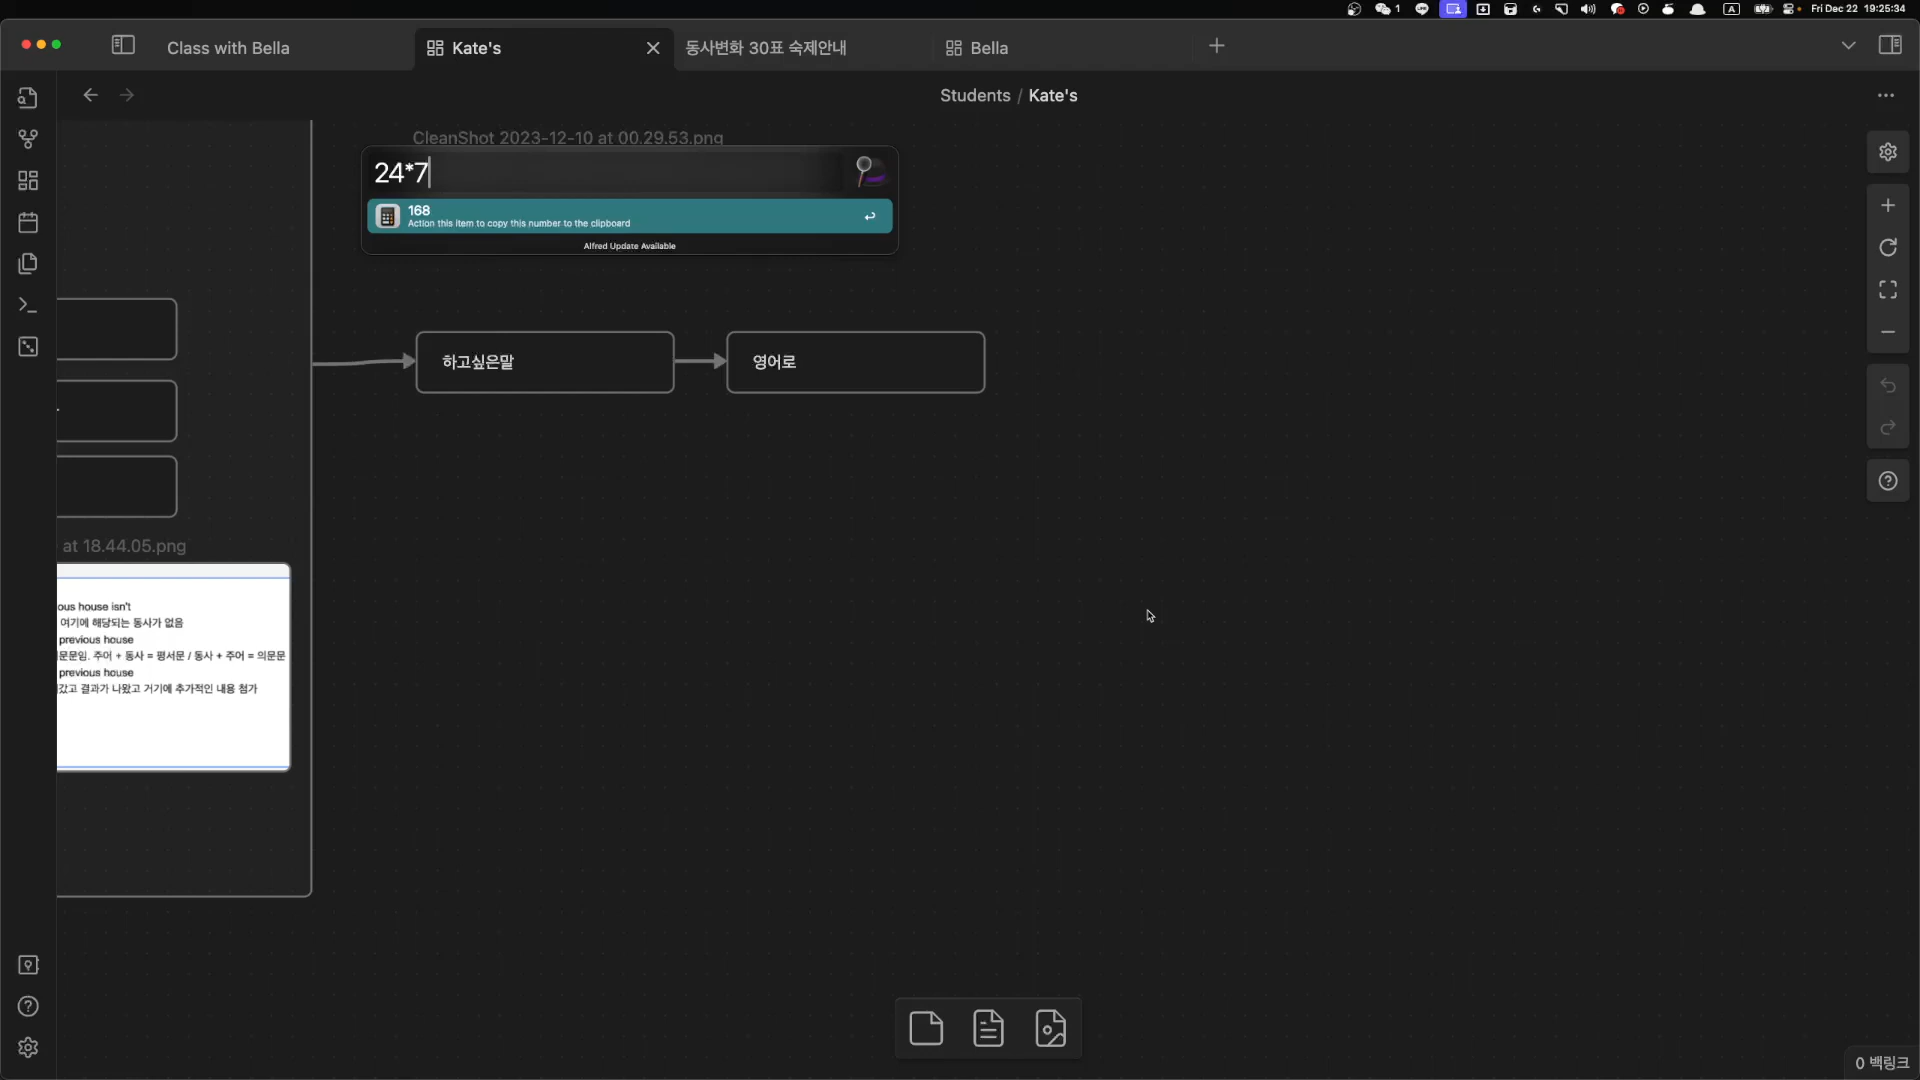 1
A
Fri Dec 22 19:25:34
Class with Bella
Kate's
동사변화 30표 숙제안내
Bella
Students / Kate's
CleanShot 2023-12-10 at 00.29.53.png
24*7
168
Action this item to copy this number to the clipboard
Alfred Update Available
하고싶은말
영어로
at 18.44.05.png
ous house isn't
여기에 해당되는 동사가 없음
previous house
문문임. 주어 + 동사 = 평서문 / 동사 + 주어 = 의문문
previous house
갔고 결과가 나왔고 거기에 추가적인 내용 첨가
0 백링크